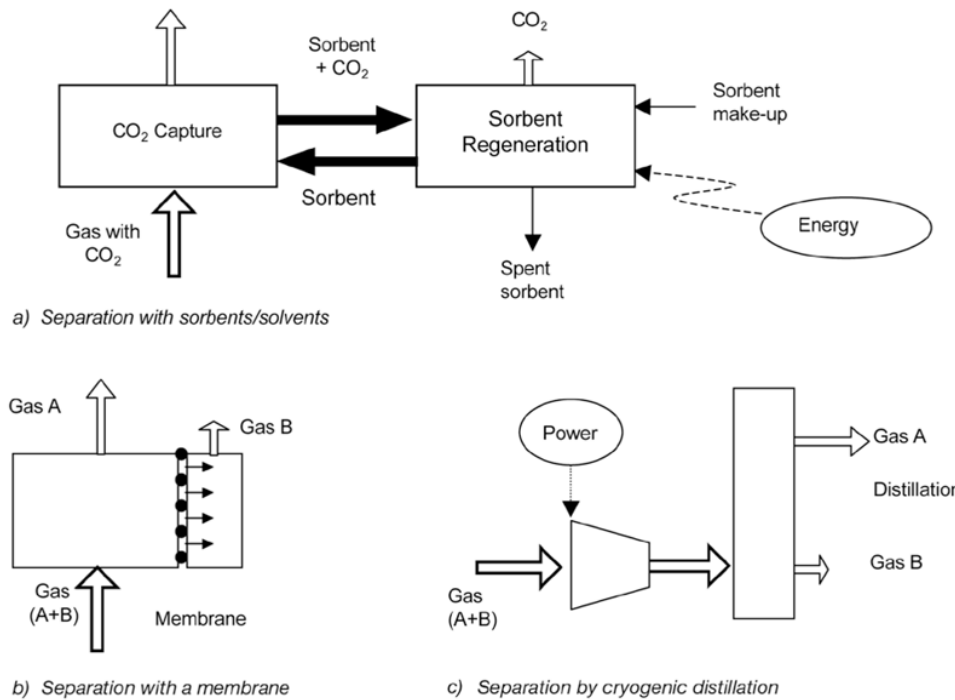 CO₂
Sorbent
+ CO₂
CO₂ Capture
Sorbent
Regeneration
Sorbent
make-up
Sorbent
Gas with
CO₂
Energy
Spent
sorbent
a) Separation with sorbents/solvents
Gas A
Gas B
Gas
(A+B)
Membrane
b) Separation with a membrane
Power
Gas A
Distillation
Gas B
Gas
(A+B)
c) Separation by cryogenic distillation